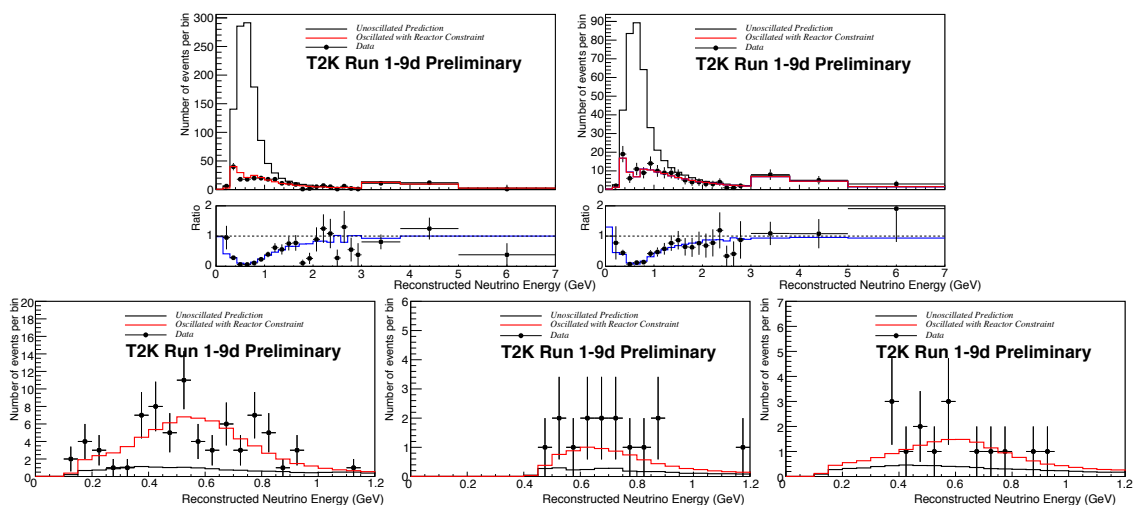 Unoscillated Prediction
Oscillated with Reactor Constraint
Data
T2K Run 1-9d Preliminary
Number of events per bin
300
250
200
150
100
50
0
Ratio
2
1
0
0 1 2 3 4 5 6 7
Reconstructed Neutrino Energy (GeV)
Unoscillated Prediction
Oscillated with Reactor Constraint
Data
T2K Run 1-9d Preliminary
Number of events per bin
90
80
70
60
50
40
30
20
10
0
Ratio
2
1
0
0 1 2 3 4 5 6 7
Reconstructed Neutrino Energy (GeV)
Unoscillated Prediction
Oscillated with Reactor Constraint
Data
T2K Run 1-9d Preliminary
Number of events per bin
20
18
16
14
12
10
8
6
4
2
0
0 0.2 0.4 0.6 0.8 1 1.2
Reconstructed Neutrino Energy (GeV)
Unoscillated Prediction
Oscillated with Reactor Constraint
Data
T2K Run 1-9d Preliminary
Number of events per bin
6
5
4
3
2
1
0
0 0.2 0.4 0.6 0.8 1 1.2
Reconstructed Neutrino Energy (GeV)
Unoscillated Prediction
Oscillated with Reactor Constraint
Data
T2K Run 1-9d Preliminary
Number of events per bin
7
6
5
4
3
2
1
0
0 0.2 0.4 0.6 0.8 1 1.2
Reconstructed Neutrino Energy (GeV)